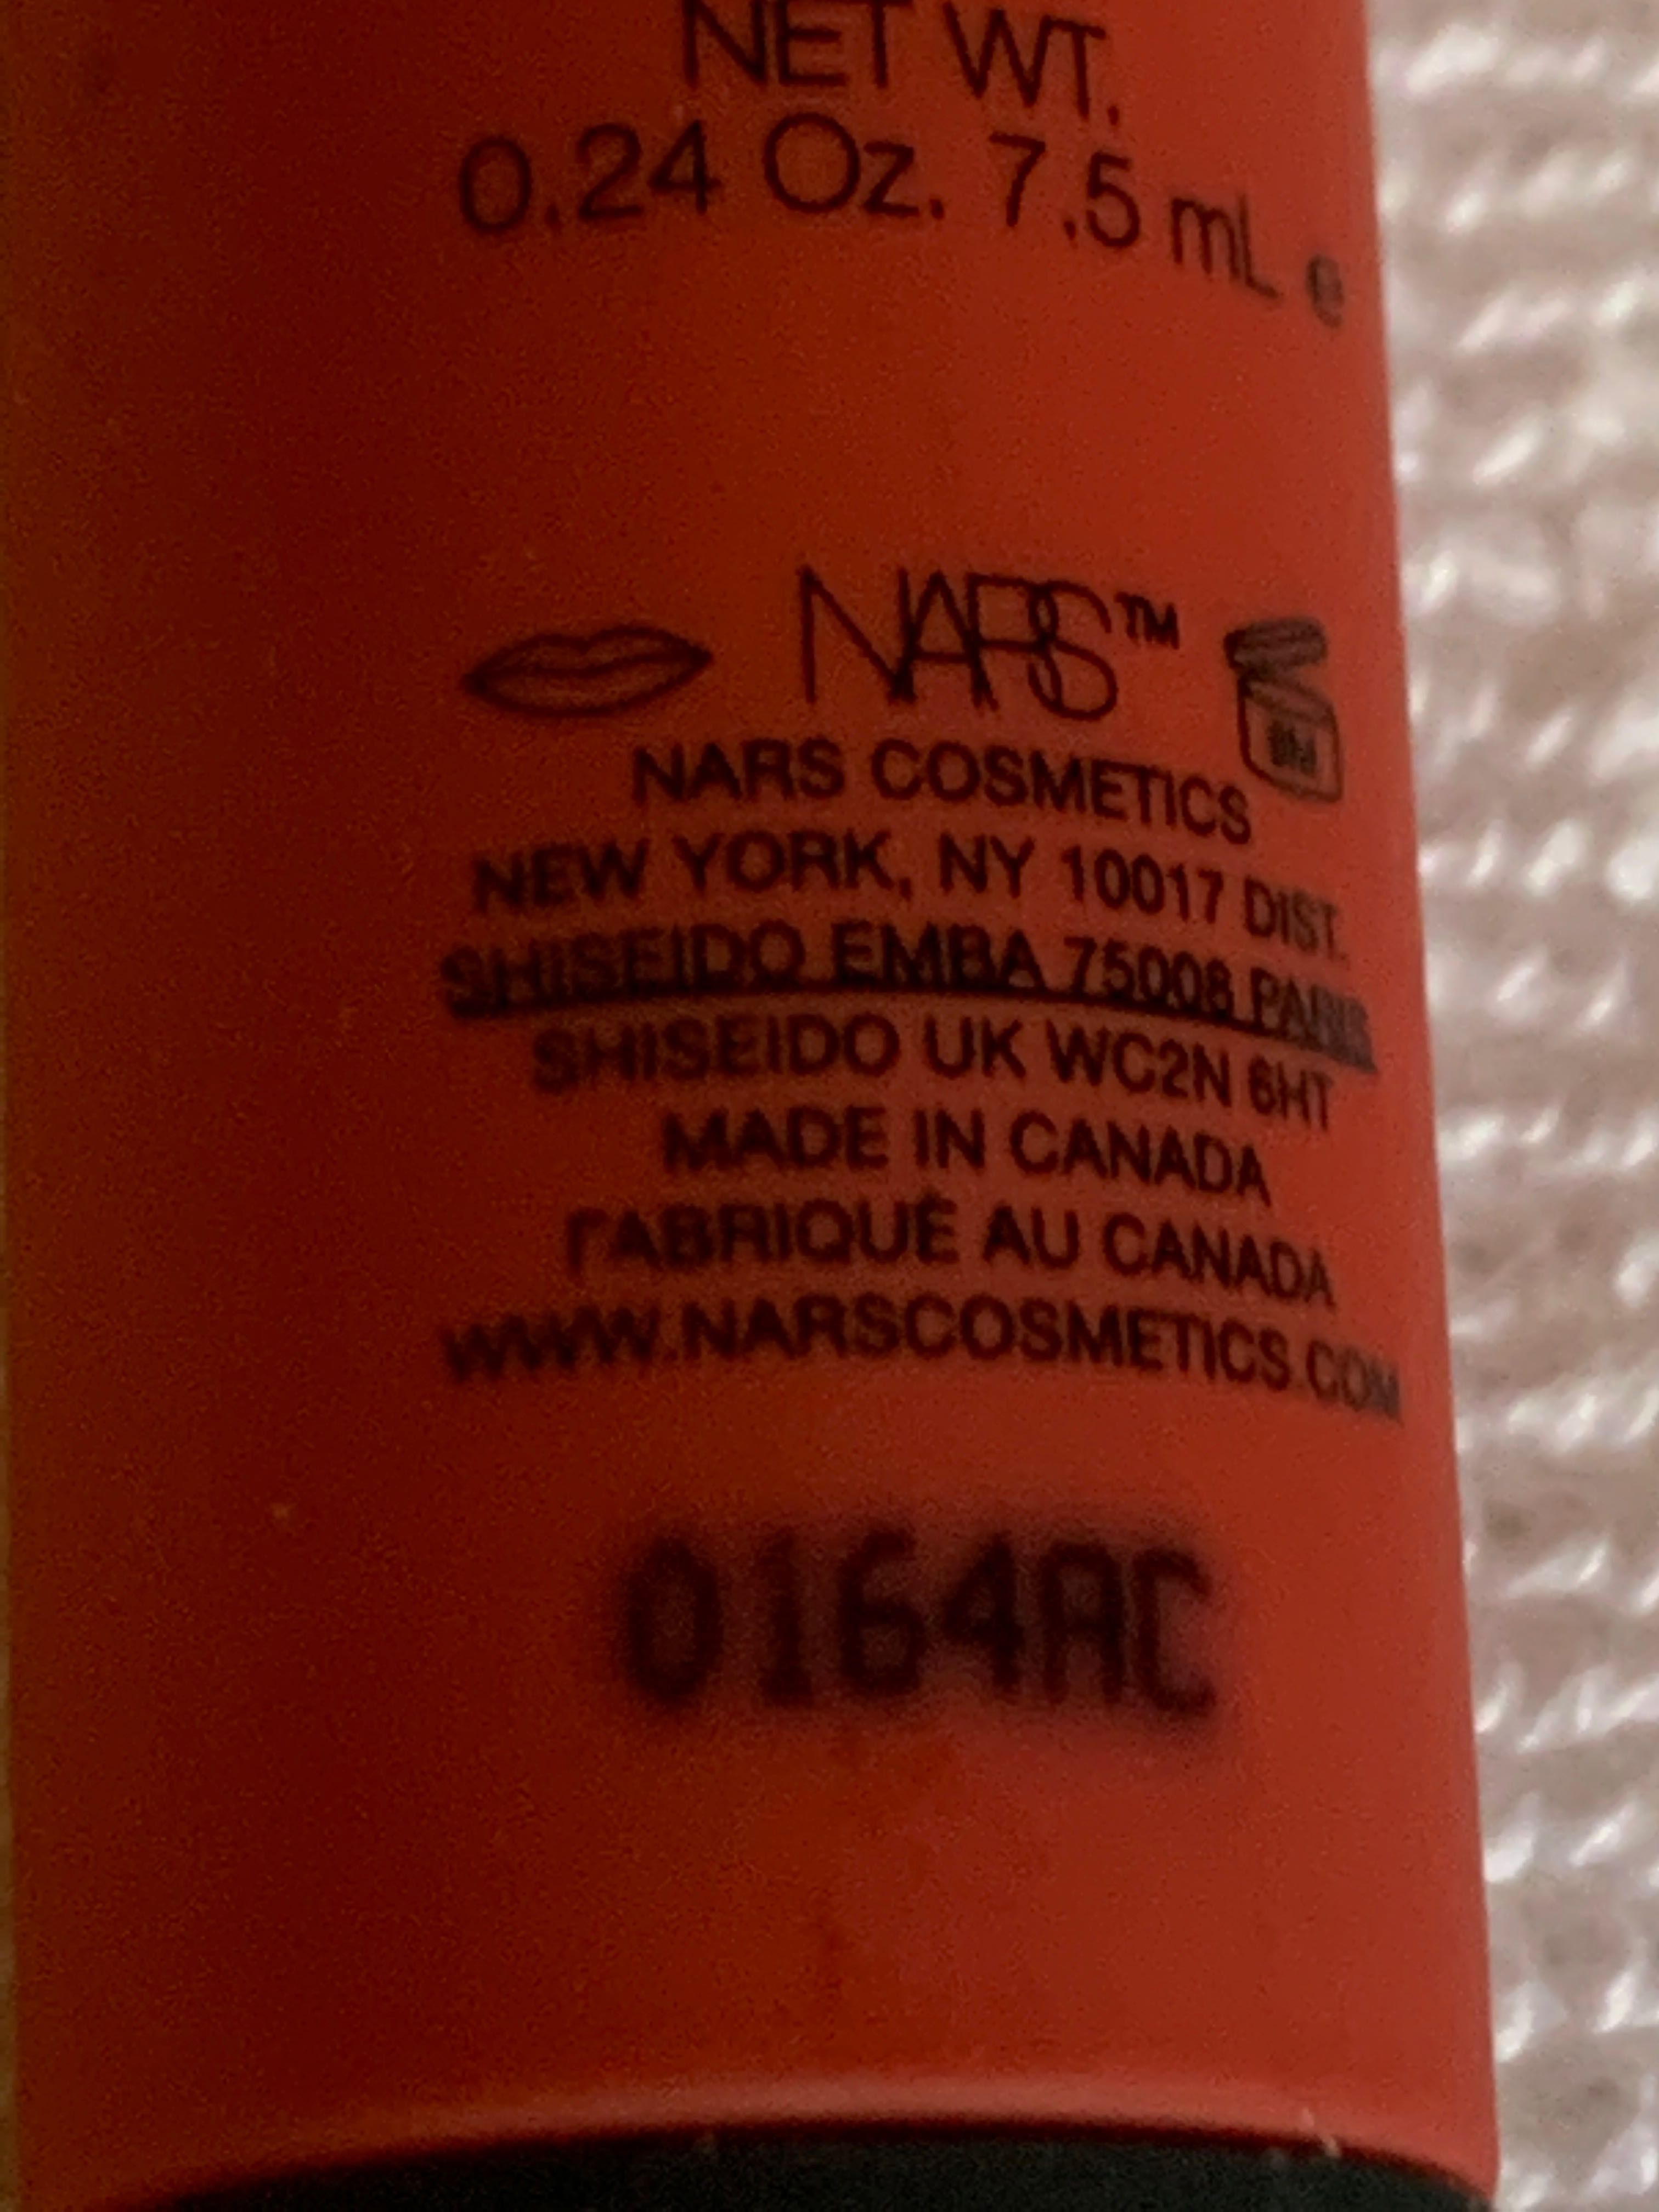 NET WT.
0.24 Oz. 7.5 mL e
NARS™
NARS COSMETICS
NEW YORK, NY 10017 DIST.
SHISEIDO EMBA 75008 PARIS
SHISEIDO UK WC2N 6HT
MADE IN CANADA
FABRIQUÉ AU CANADA
WWW.NARSCOSMETICS.COM
0164AC